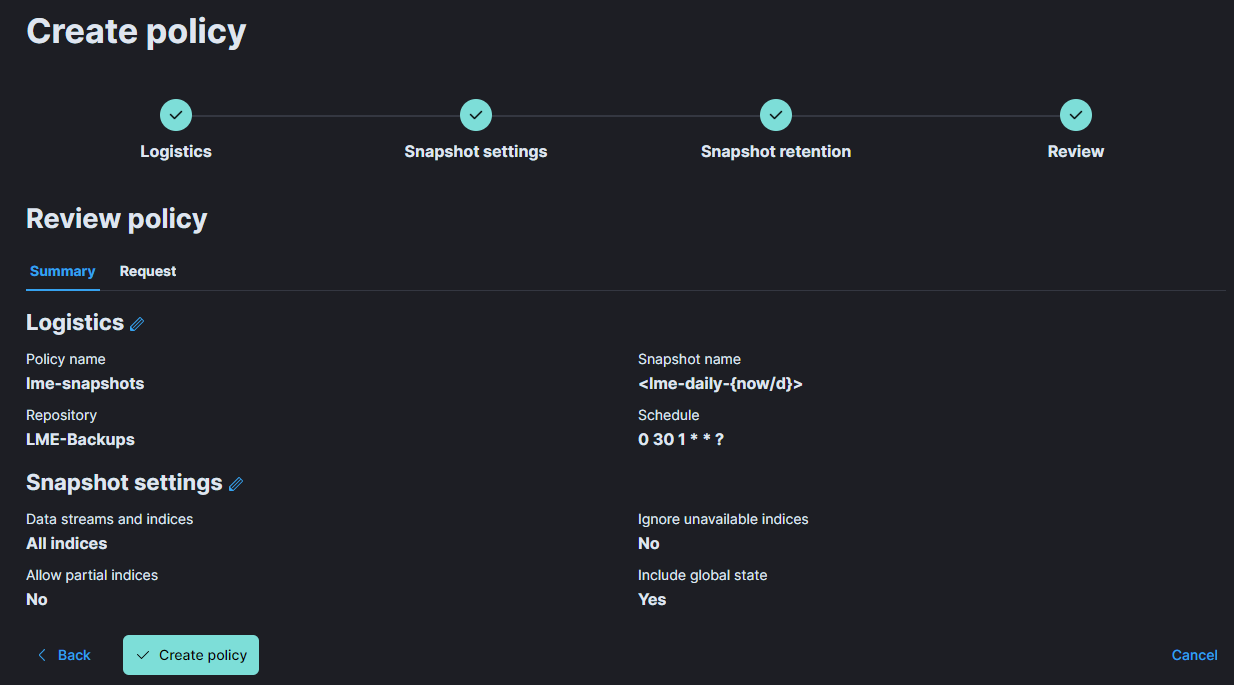 Create policy
Logistics
Snapshot settings
Snapshot retention
Review
Review policy
Summary
Request
Logistics
Policy name
lme-snapshots
Snapshot name
<lme-daily-{now/d}>
Repository
LME-Backups
Schedule
0 30 1 * * ?
Snapshot settings
Data streams and indices
All indices
Ignore unavailable indices
No
Allow partial indices
No
Include global state
Yes
Back
Create policy
Cancel